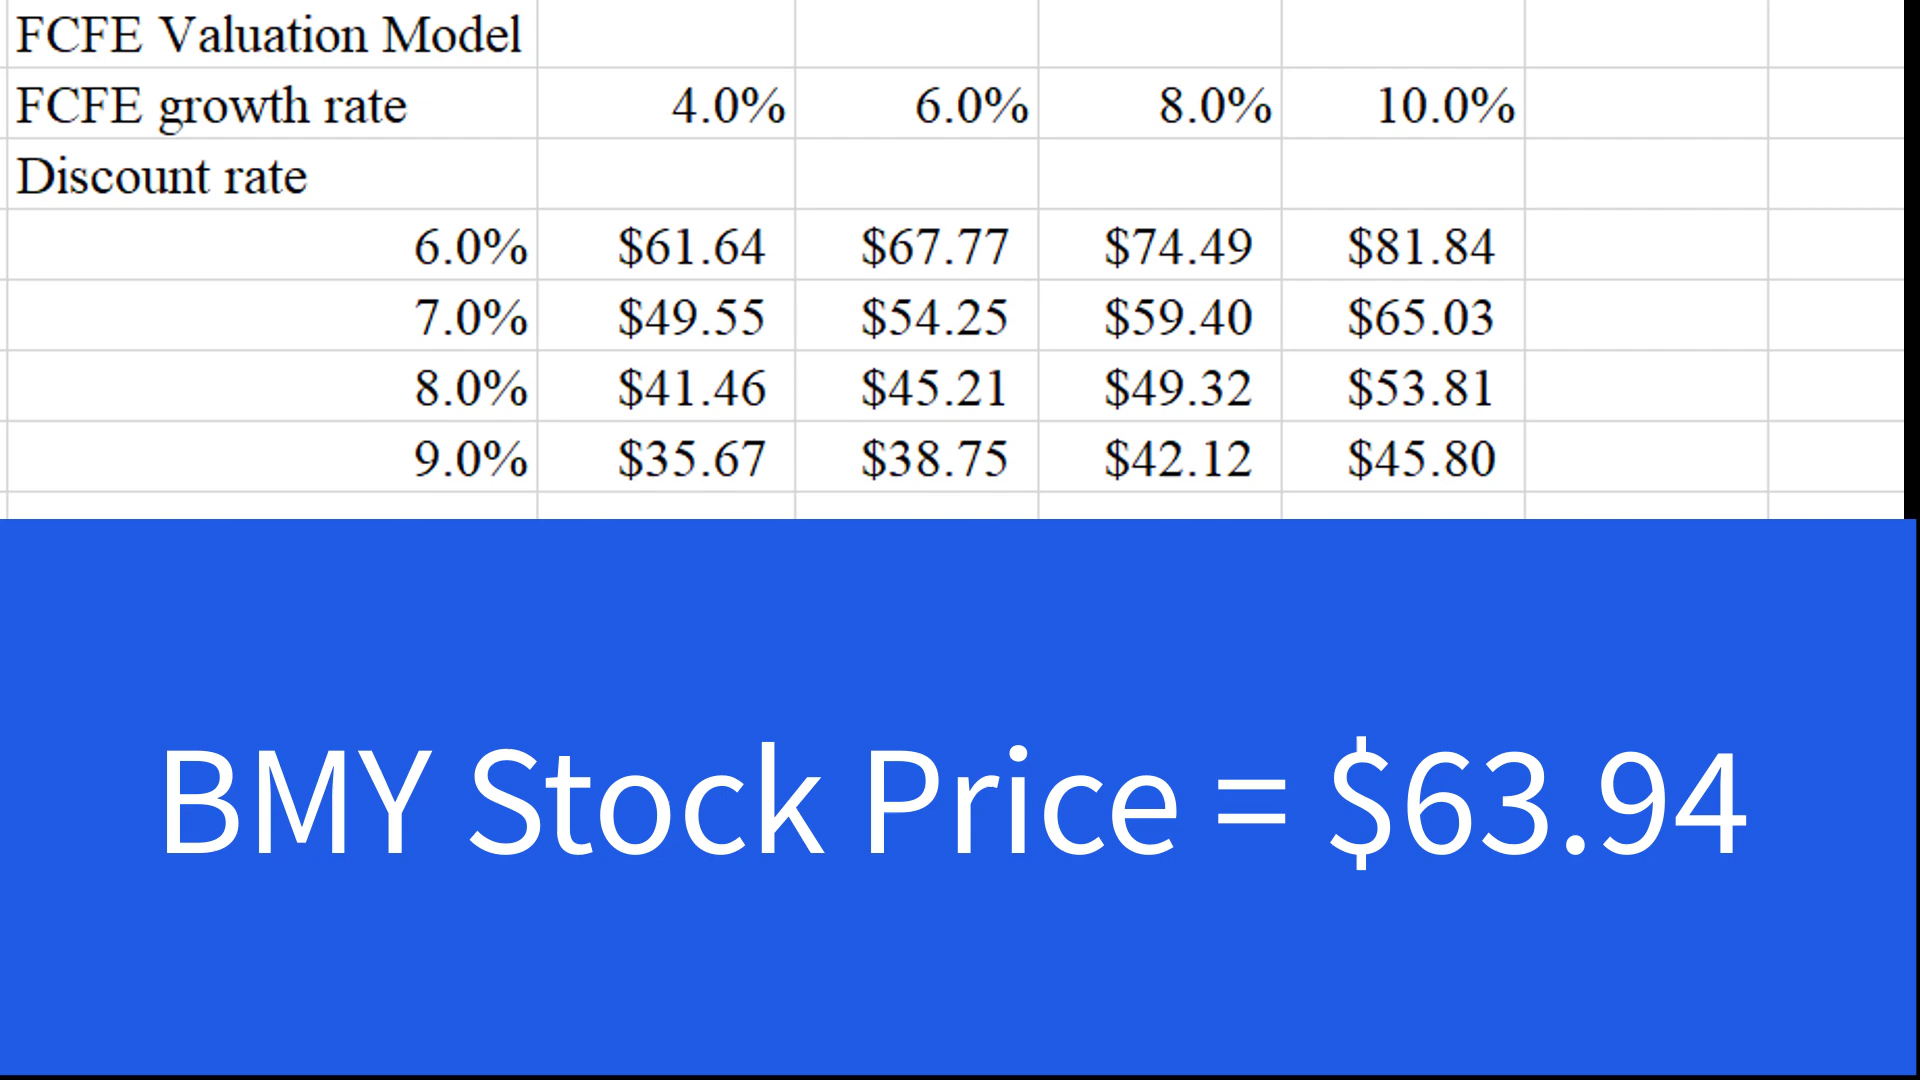 FCFE Valuation Model
FCFE growth rate 4.0% 6.0% 8.0% 10.0%
Discount rate
6.0% $61.64 $67.77 $74.49 $81.84
7.0% $49.55 $54.25 $59.40 $65.03
8.0% $41.46 $45.21 $49.32 $53.81
9.0% $35.67 $38.75 $42.12 $45.80
BMY Stock Price = $63.94